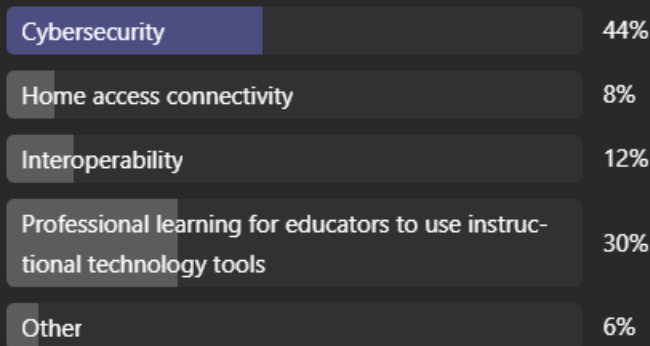 Cybersecurity 44%
Home access connectivity 8%
Interoperability 12%
Professional learning for educators to use instruc-
tional technology tools
30%
Other 6%